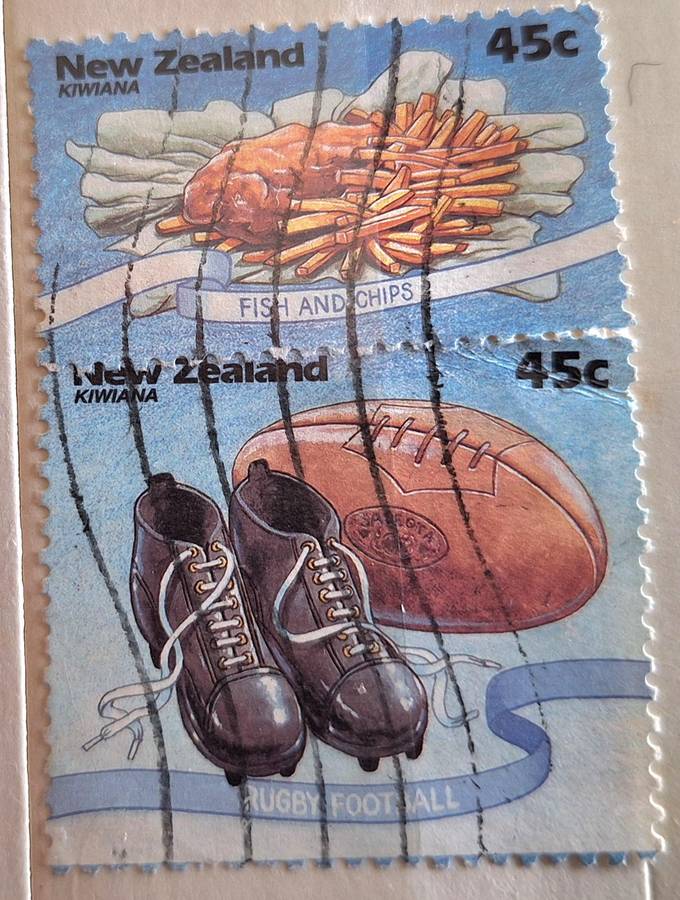 New Zealand 45c
KIWIANA
FISH AND CHIPS
New Zealand 45c
KIWIANA
RUGBY FOOTBALL